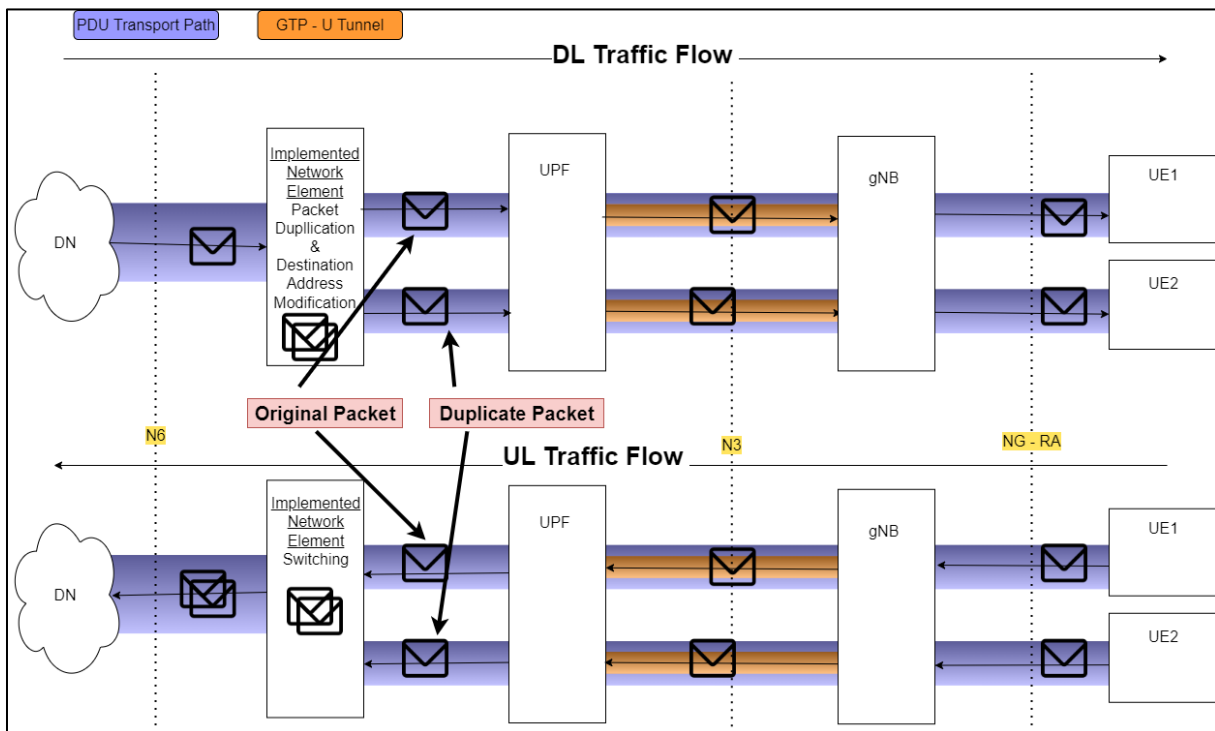 PDU Transport Path
GTP - U Tunnel
DL Traffic Flow
DN
Implemented
Network
Element
Packet
Dupllication
&
Destination
Address
Modification
UPF
gNB
UE1
UE2
Original Packet
Duplicate Packet
N6
N3
NG - RA
UL Traffic Flow
DN
Implemented
Network
Element
Switching
UPF
gNB
UE1
UE2